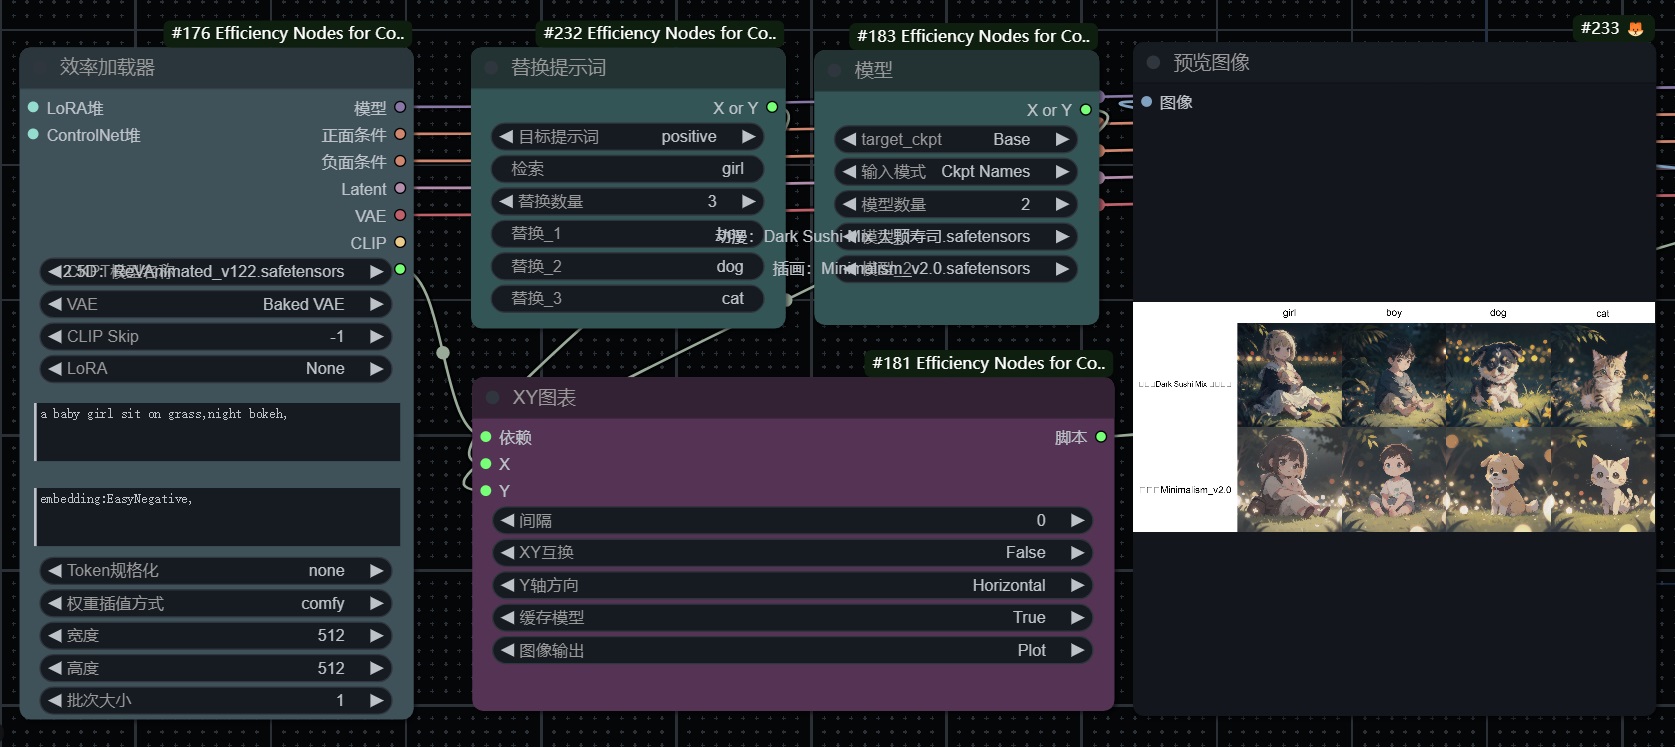 #176 Efficiency Nodes for Co..
效率加载器
LoRA堆
模型
ControlNet堆
正面条件
负面条件
Latent
VAE
CLIP
2.5D：ReVAnimated_v122.safetensors
VAE Baked VAE
CLIP Skip -1
LoRA None
a baby girl sit on grass,night bokeh,
embedding:EasyNegative,
Token规格化 none
权重插值方式 comfy
宽度 512
高度 512
批次大小 1
#232 Efficiency Nodes for Co..
替换提示词
X or Y
目标提示词 positive
检索 girl
替换数量 3
替换_1 boy
替换_2 dog
替换_3 cat
#183 Efficiency Nodes for Co..
模型
X or Y
target_ckpt Base
输入模式 Ckpt Names
模型数量 2
动漫：Dark Sushi Mix 大颗寿司.safetensors
插画：Minimalism_v2.0.safetensors
#181 Efficiency Nodes for Co..
XY图表
依赖
脚本
X
Y
间隔 0
XY互换 False
Y轴方向 Horizontal
缓存模型 True
图像输出 Plot
#233
预览图像
图像
girl boy dog cat
□□□Dark Sushi Mix □□□□
□□□Minimalism_v2.0